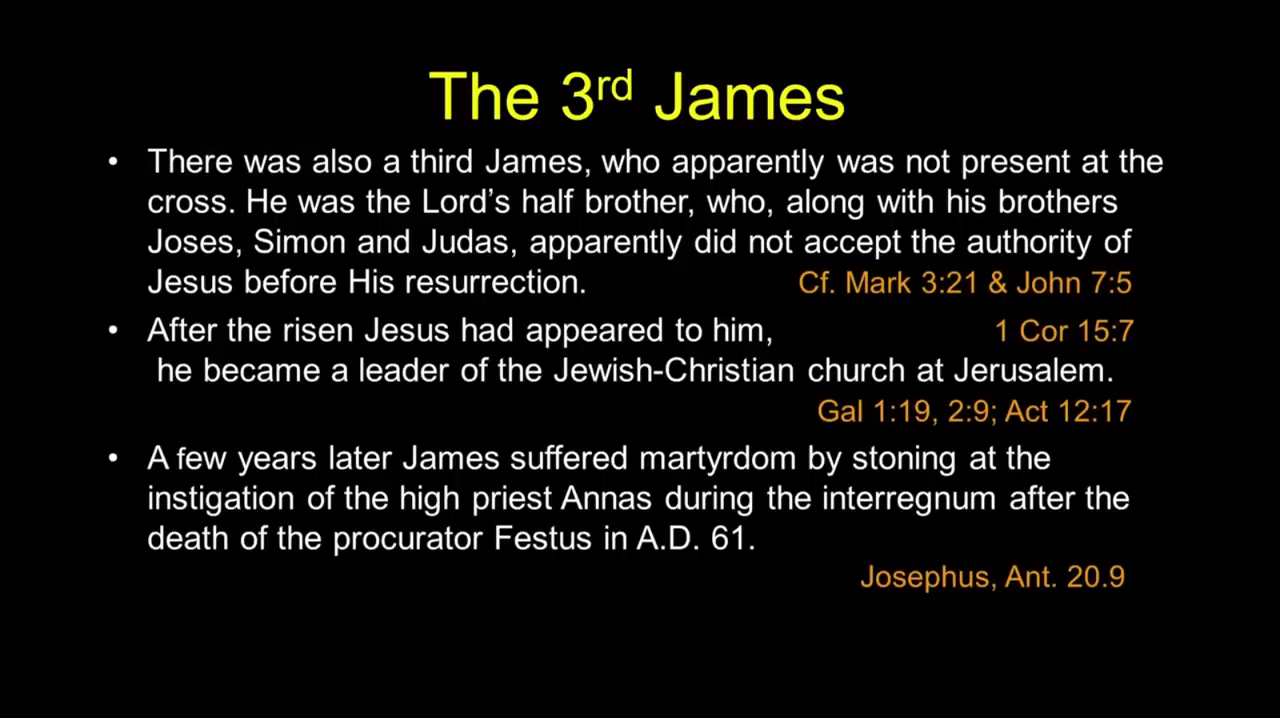 The 3rd James
• There was also a third James, who apparently was not present at the
cross. He was the Lord's half brother, who, along with his brothers
Joses, Simon and Judas, apparently did not accept the authority of
Jesus before His resurrection. Cf. Mark 3:21 & John 7:5
• After the risen Jesus had appeared to him, 1 Cor 15:7
he became a leader of the Jewish-Christian church at Jerusalem.
Gal 1:19, 2:9; Act 12:17
• A few years later James suffered martyrdom by stoning at the
instigation of the high priest Annas during the interregnum after the
death of the procurator Festus in A.D. 61.
Josephus, Ant. 20.9